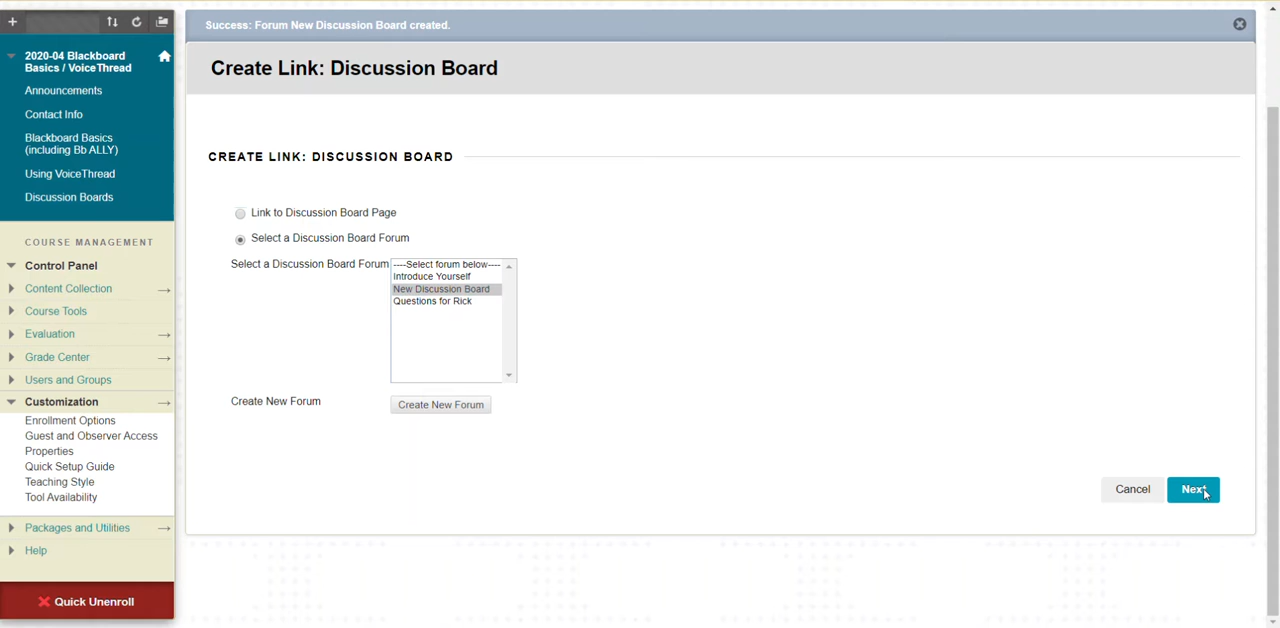 Success: Forum New Discussion Board created.
2020-04 Blackboard
Basics / VoiceThread
Announcements
Contact Info
Blackboard Basics
(including Bb ALLY)
Using VoiceThread
Discussion Boards
COURSE MANAGEMENT
Control Panel
Content Collection
Course Tools
Evaluation
Grade Center
Users and Groups
Customization
Enrollment Options
Guest and Observer Access
Properties
Quick Setup Guide
Teaching Style
Tool Availability
Packages and Utilities
Help
Quick Unenroll
Create Link: Discussion Board
CREATE LINK: DISCUSSION BOARD
Link to Discussion Board Page
Select a Discussion Board Forum
Select a Discussion Board Forum
----Select forum below----
Introduce Yourself
New Discussion Board
Questions for Rick
Create New Forum
Create New Forum
Cancel
Next